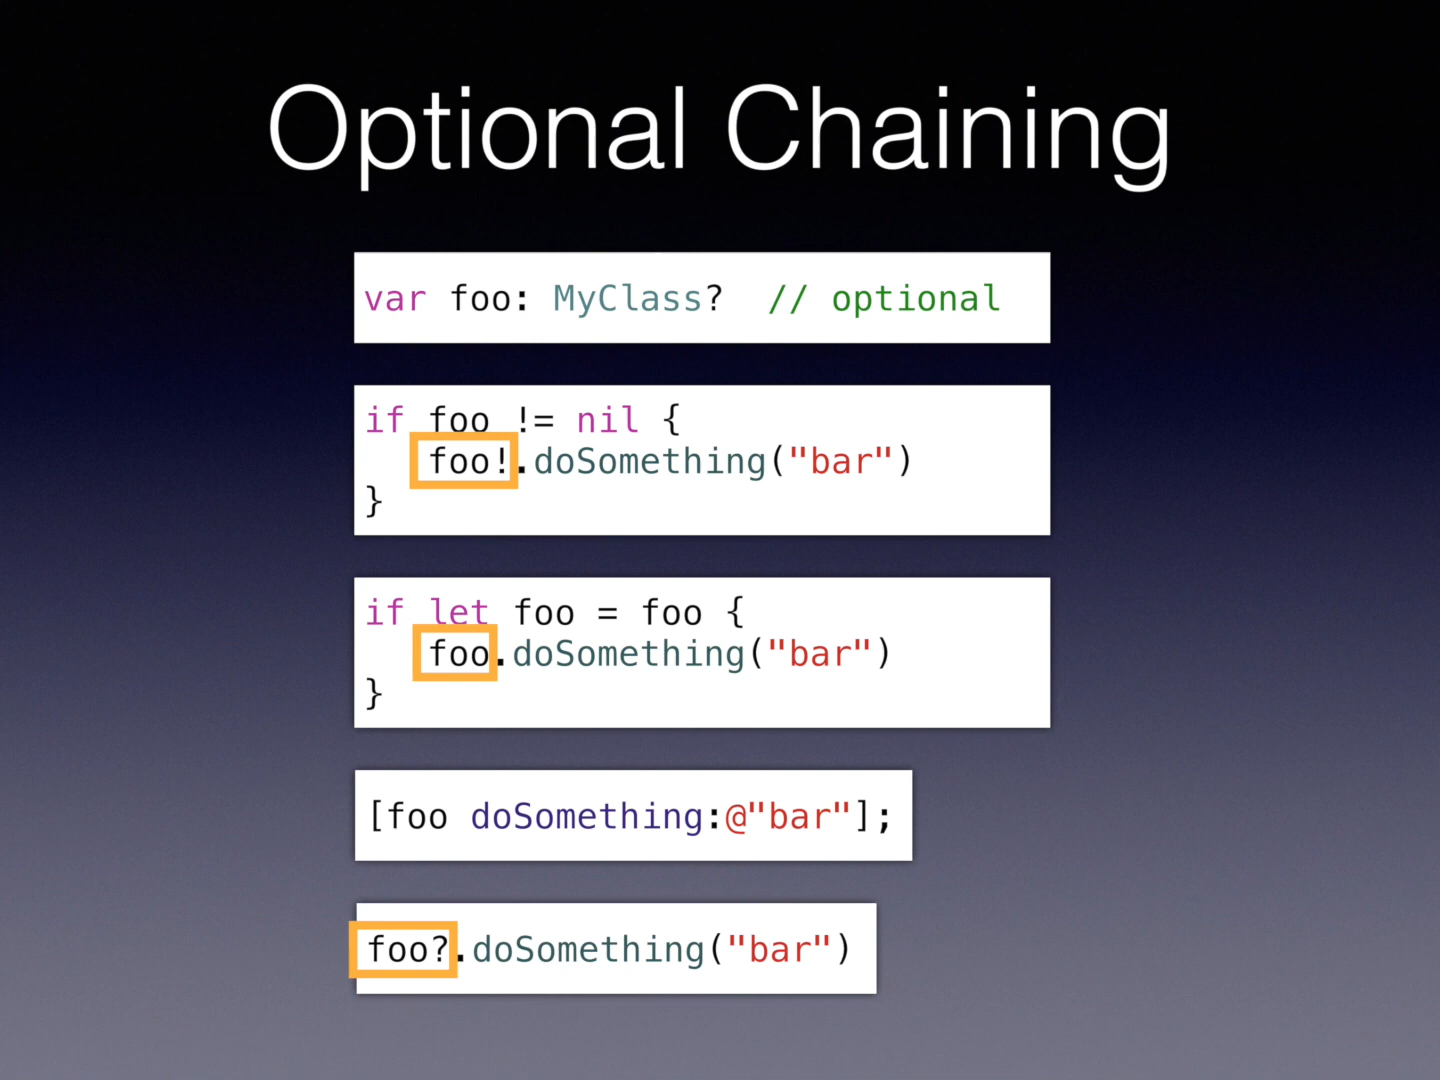 Optional Chaining
var foo: MyClass?  // optional
if foo != nil {
   foo!.doSomething("bar")
}
if let foo = foo {
   foo.doSomething("bar")
}
[foo doSomething:@"bar"];
foo?.doSomething("bar")